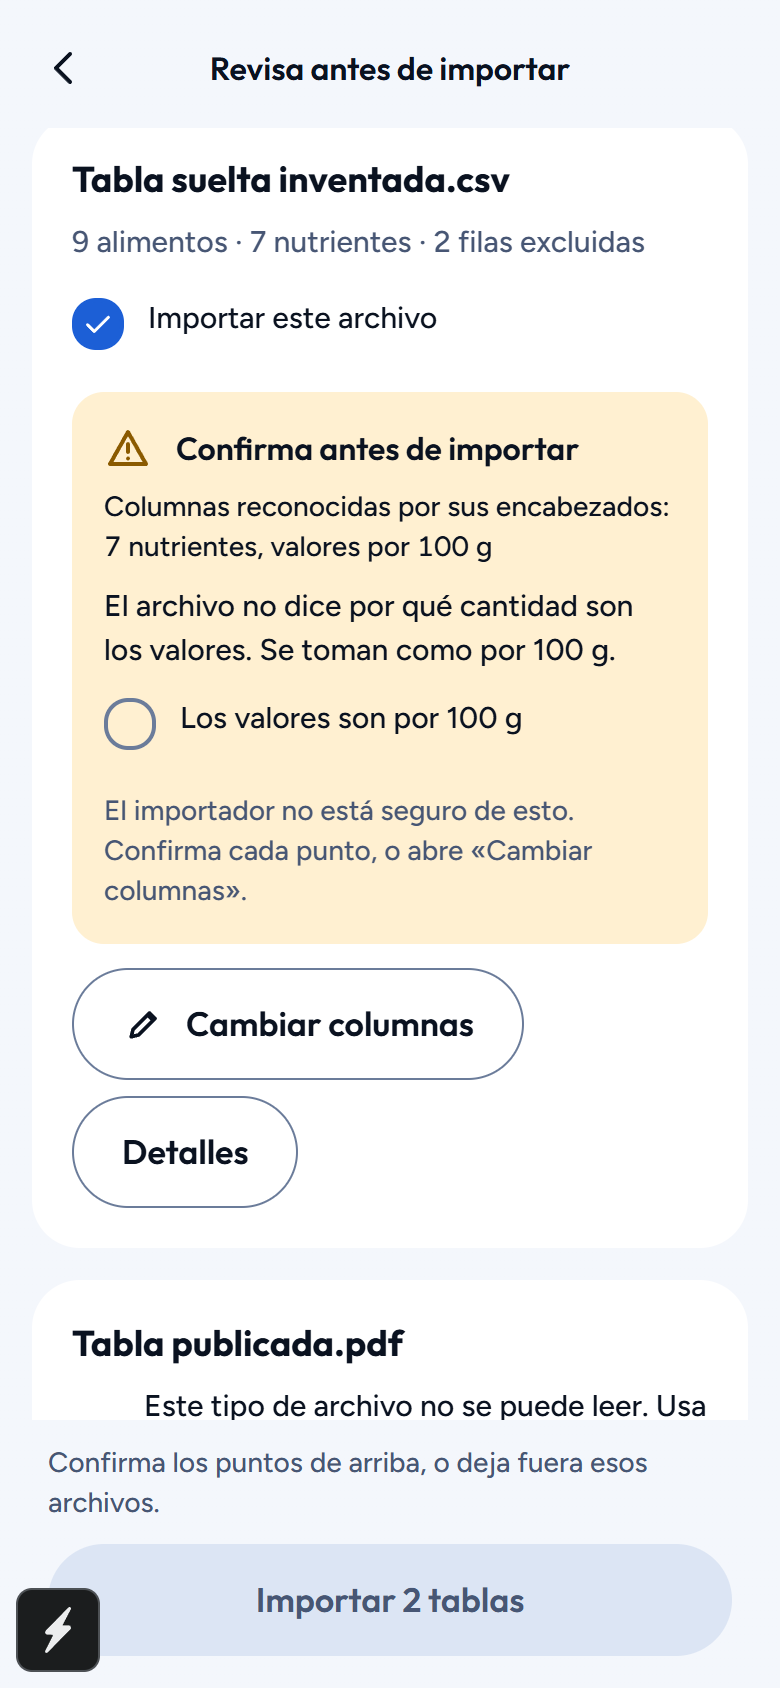 Revisa antes de importar
Tabla suelta inventada.csv
9 alimentos · 7 nutrientes · 2 filas excluidas
Importar este archivo
Confirma antes de importar
Columnas reconocidas por sus encabezados:
7 nutrientes, valores por 100 g
El archivo no dice por qué cantidad son
los valores. Se toman como por 100 g.
Los valores son por 100 g
El importador no está seguro de esto.
Confirma cada punto, o abre «Cambiar
columnas».
Cambiar columnas
Detalles
Tabla publicada.pdf
Este tipo de archivo no se puede leer. Usa
Confirma los puntos de arriba, o deja fuera esos
archivos.
Importar 2 tablas